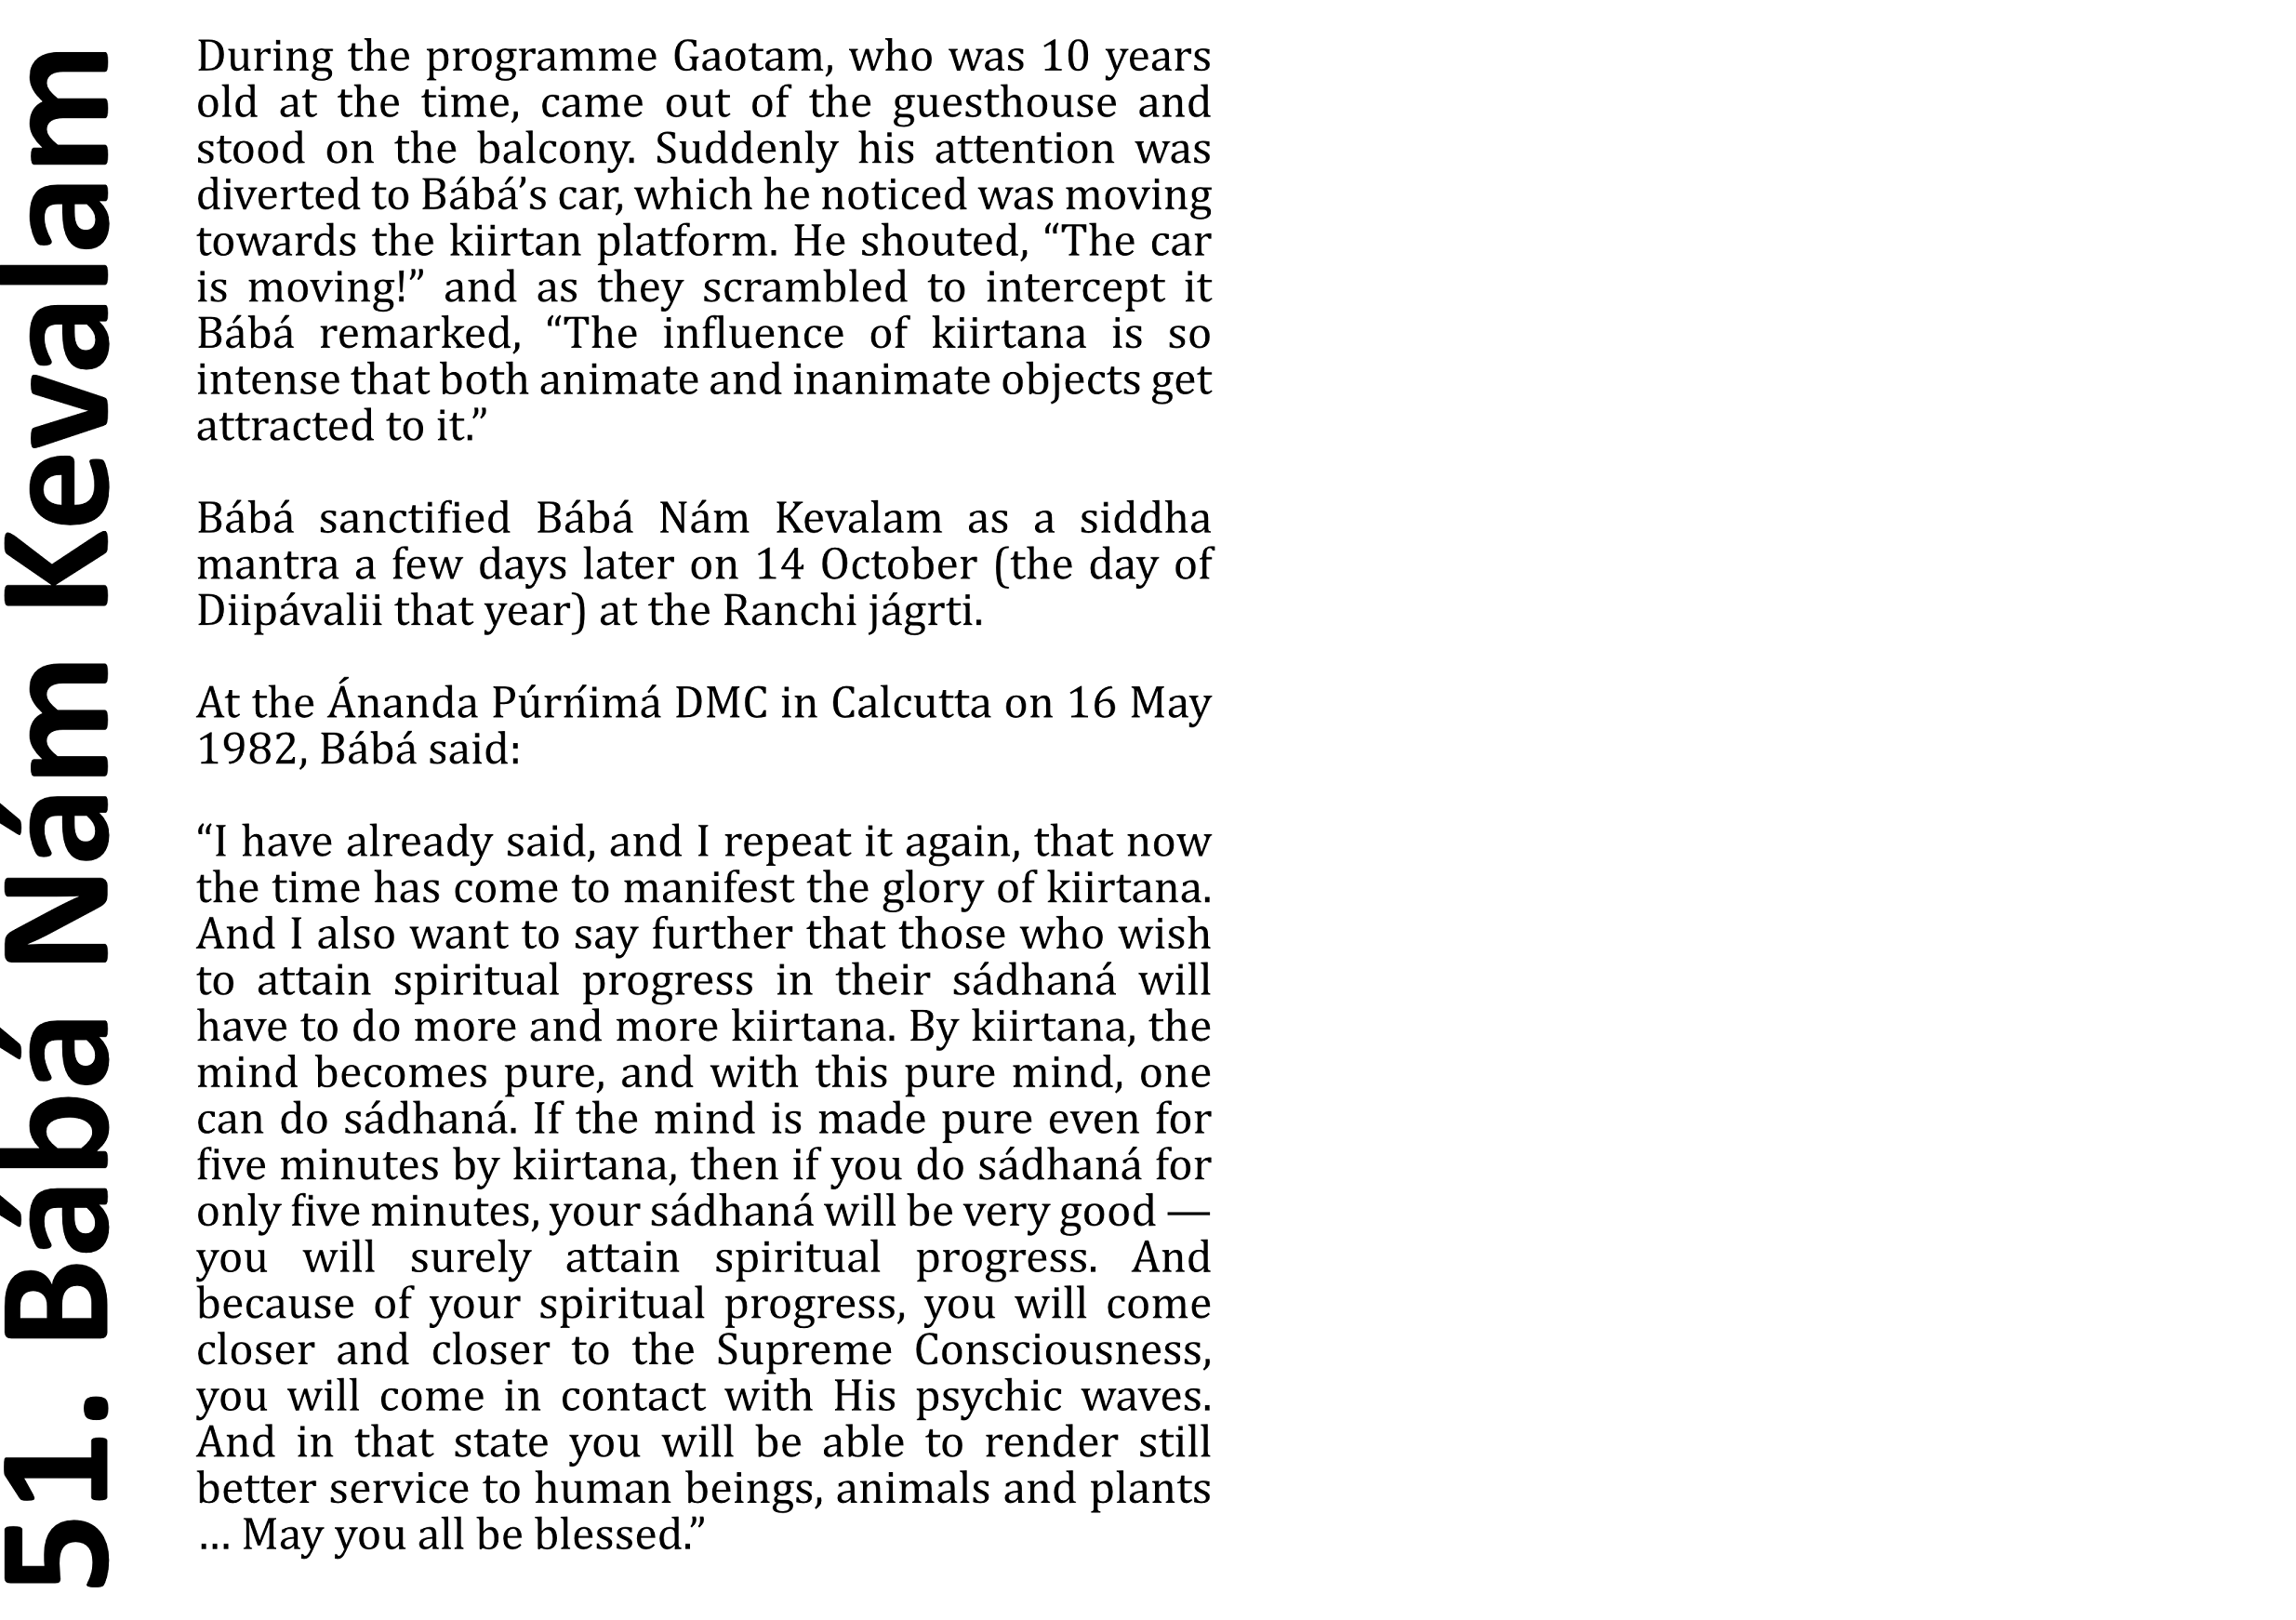 51. Bábá Nám Kevalam
During the programme Gaotam, who was 10 years
old at the time, came out of the guesthouse and
stood on the balcony. Suddenly his attention was
diverted to Bábá’s car, which he noticed was moving
towards the kiirtan platform. He shouted, “The car
is moving!” and as they scrambled to intercept it
Bábá remarked, “The influence of kiirtana is so
intense that both animate and inanimate objects get
attracted to it.”
Bábá sanctified Bábá Nám Kevalam as a siddha
mantra a few days later on 14 October (the day of
Diipávalii that year) at the Ranchi jágrti.
At the Ánanda Púrńimá DMC in Calcutta on 16 May
1982, Bábá said:
“I have already said, and I repeat it again, that now
the time has come to manifest the glory of kiirtana.
And I also want to say further that those who wish
to attain spiritual progress in their sádhaná will
have to do more and more kiirtana. By kiirtana, the
mind becomes pure, and with this pure mind, one
can do sádhaná. If the mind is made pure even for
five minutes by kiirtana, then if you do sádhaná for
only five minutes, your sádhaná will be very good —
you will surely attain spiritual progress. And
because of your spiritual progress, you will come
closer and closer to the Supreme Consciousness,
you will come in contact with His psychic waves.
And in that state you will be able to render still
better service to human beings, animals and plants
… May you all be blessed.”